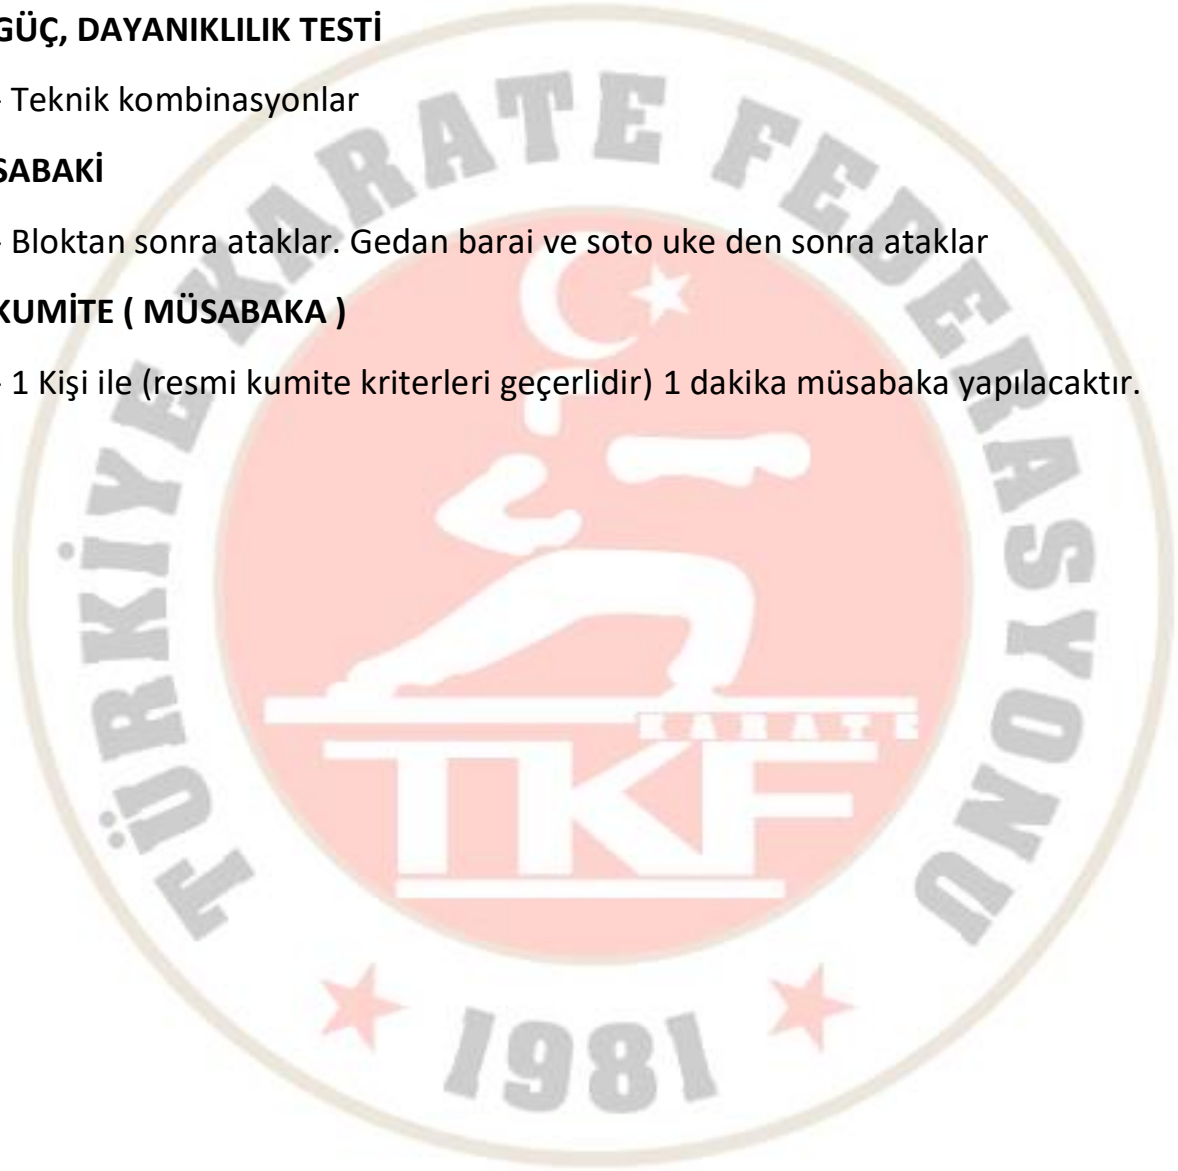 GÜÇ, DAYANIKLILIK TESTİ
- Teknik kombinasyonlar
SABAKİ
- Bloktan sonra ataklar. Gedan barai ve soto uke den sonra ataklar
KUMİTE ( MÜSABAKA )
- 1 Kişi ile (resmi kumite kriterleri geçerlidir) 1 dakika müsabaka yapılacaktır.
TÜRKİYE KARATE FEDERASYONU
KARATE
TKF
1981